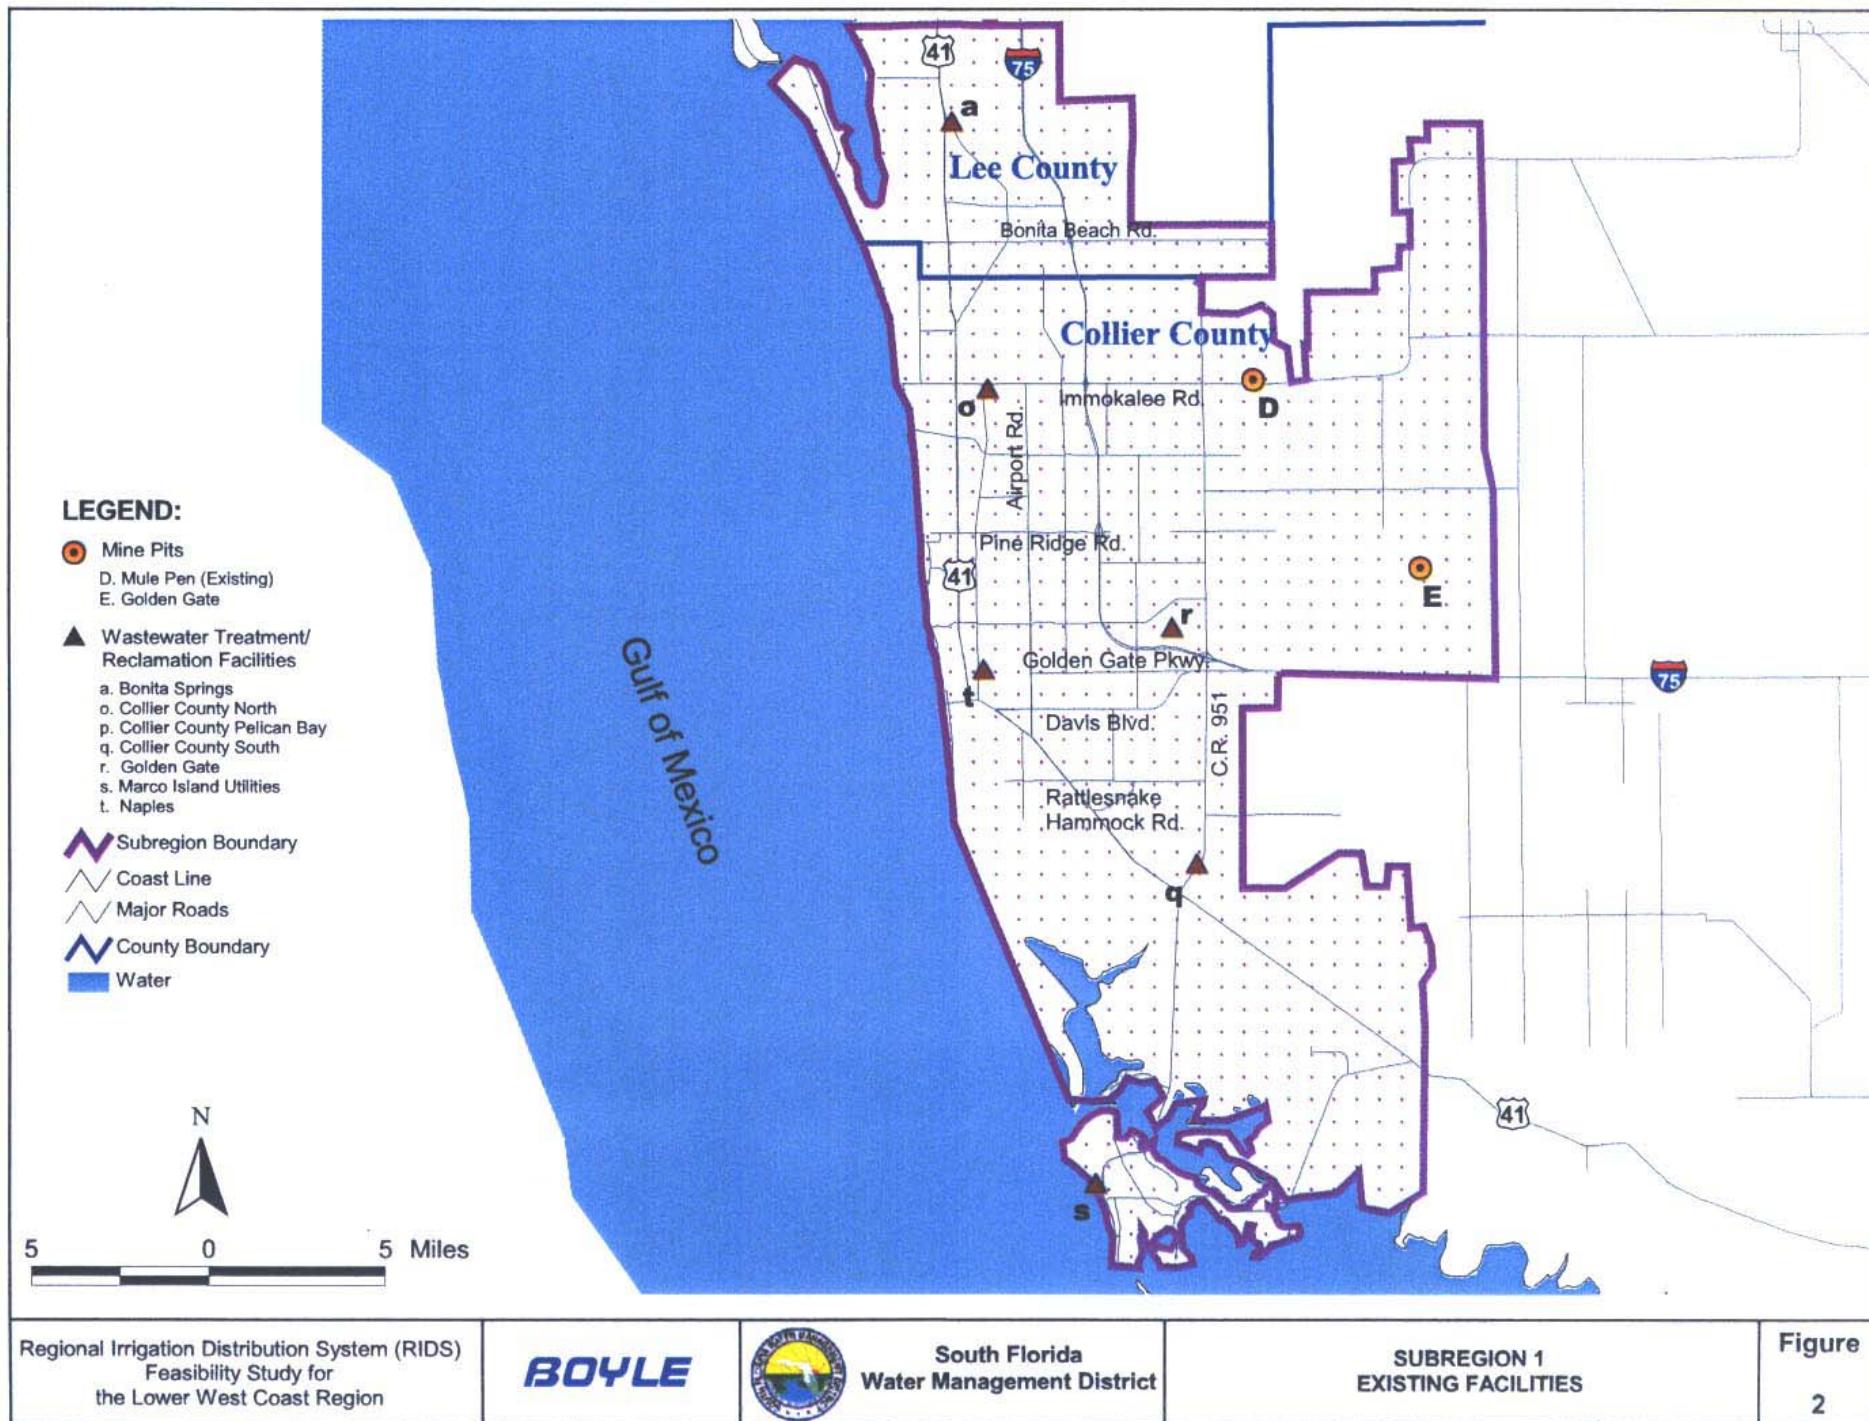 41
75
a
Lee County
Bonita Beach Rd.
Collier County
o
Immokalee Rd.
D
Airport Rd.
Pine Ridge Rd.
41
E
r
Golden Gate Pkwy.
t
Davis Blvd.
C.R. 951
75
Rattlesnake
Hammock Rd.
q
Gulf of Mexico
41
s
LEGEND:
Mine Pits
D. Mule Pen (Existing)
E. Golden Gate
Wastewater Treatment/
Reclamation Facilities
a. Bonita Springs
o. Collier County North
p. Collier County Pelican Bay
q. Collier County South
r. Golden Gate
s. Marco Island Utilities
t. Naples
Subregion Boundary
Coast Line
Major Roads
County Boundary
Water
N
5 0 5 Miles
Regional Irrigation Distribution System (RIDS)
Feasibility Study for
the Lower West Coast Region
BOYLE
South Florida
Water Management District
SUBREGION 1
EXISTING FACILITIES
Figure
2